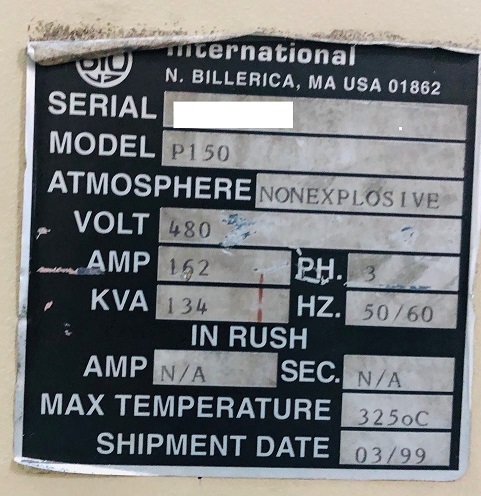 International
N. BILLERICA, MA USA 01862
SERIAL
MODEL P150
ATMOSPHERE NONEXPLOSIVE
VOLT 480
AMP 162 PH. 3
KVA 134 HZ. 50/60
IN RUSH
AMP N/A SEC. N/A
MAX TEMPERATURE 325oC
SHIPMENT DATE 03/99